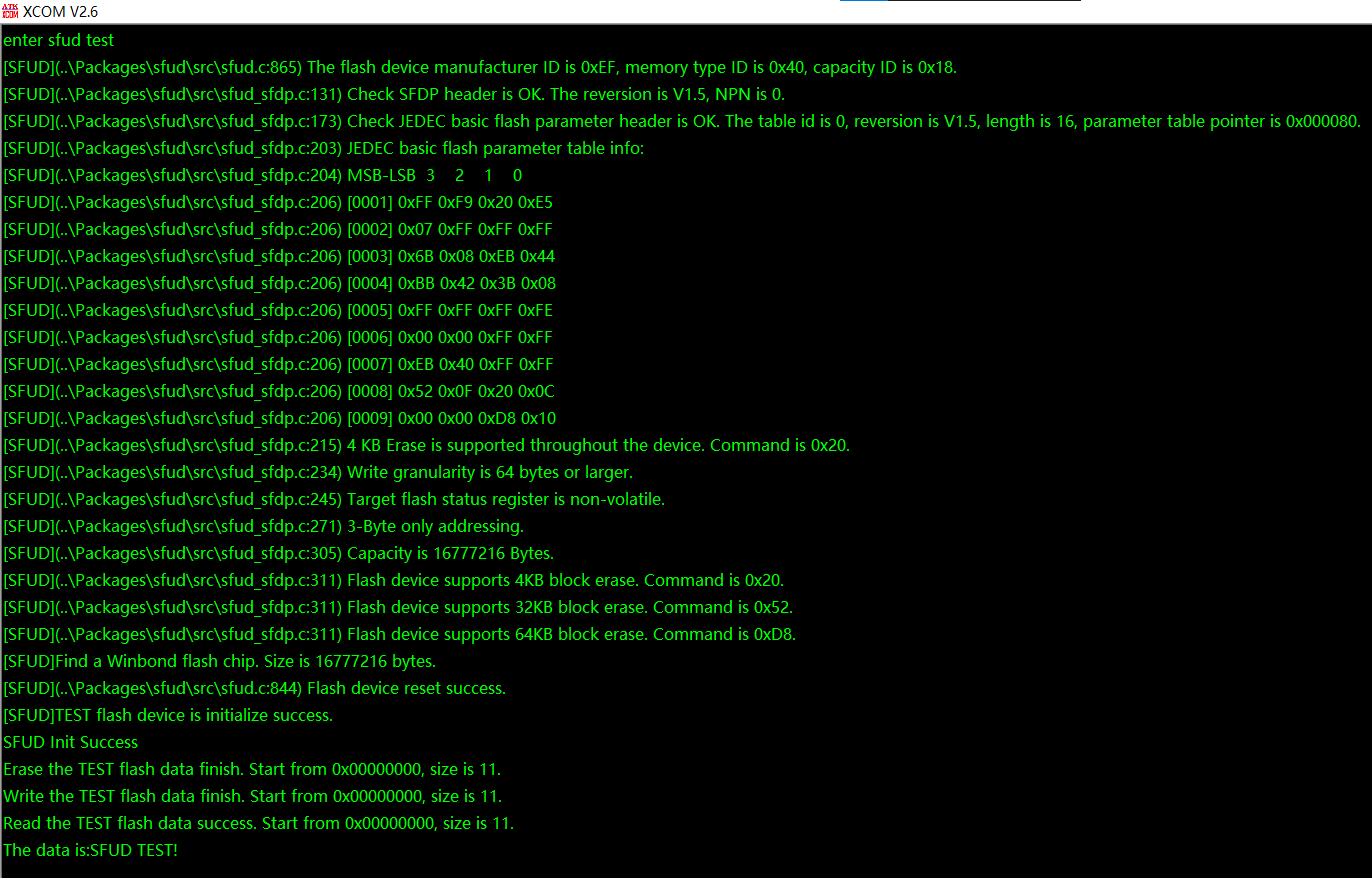 ATK XCOM XCOM V2.6
enter sfud test
[SFUD](..\Packages\sfud\src\sfud.c:865) The flash device manufacturer ID is 0xEF, memory type ID is 0x40, capacity ID is 0x18.
[SFUD](..\Packages\sfud\src\sfud_sfdp.c:131) Check SFDP header is OK. The reversion is V1.5, NPN is 0.
[SFUD](..\Packages\sfud\src\sfud_sfdp.c:173) Check JEDEC basic flash parameter header is OK. The table id is 0, reversion is V1.5, length is 16, parameter table pointer is 0x000080.
[SFUD](..\Packages\sfud\src\sfud_sfdp.c:203) JEDEC basic flash parameter table info:
[SFUD](..\Packages\sfud\src\sfud_sfdp.c:204) MSB-LSB  3    2    1    0
[SFUD](..\Packages\sfud\src\sfud_sfdp.c:206) [0001] 0xFF 0xF9 0x20 0xE5
[SFUD](..\Packages\sfud\src\sfud_sfdp.c:206) [0002] 0x07 0xFF 0xFF 0xFF
[SFUD](..\Packages\sfud\src\sfud_sfdp.c:206) [0003] 0x6B 0x08 0xEB 0x44
[SFUD](..\Packages\sfud\src\sfud_sfdp.c:206) [0004] 0xBB 0x42 0x3B 0x08
[SFUD](..\Packages\sfud\src\sfud_sfdp.c:206) [0005] 0xFF 0xFF 0xFF 0xFE
[SFUD](..\Packages\sfud\src\sfud_sfdp.c:206) [0006] 0x00 0x00 0xFF 0xFF
[SFUD](..\Packages\sfud\src\sfud_sfdp.c:206) [0007] 0xEB 0x40 0xFF 0xFF
[SFUD](..\Packages\sfud\src\sfud_sfdp.c:206) [0008] 0x52 0x0F 0x20 0x0C
[SFUD](..\Packages\sfud\src\sfud_sfdp.c:206) [0009] 0x00 0x00 0xD8 0x10
[SFUD](..\Packages\sfud\src\sfud_sfdp.c:215) 4 KB Erase is supported throughout the device. Command is 0x20.
[SFUD](..\Packages\sfud\src\sfud_sfdp.c:234) Write granularity is 64 bytes or larger.
[SFUD](..\Packages\sfud\src\sfud_sfdp.c:245) Target flash status register is non-volatile.
[SFUD](..\Packages\sfud\src\sfud_sfdp.c:271) 3-Byte only addressing.
[SFUD](..\Packages\sfud\src\sfud_sfdp.c:305) Capacity is 16777216 Bytes.
[SFUD](..\Packages\sfud\src\sfud_sfdp.c:311) Flash device supports 4KB block erase. Command is 0x20.
[SFUD](..\Packages\sfud\src\sfud_sfdp.c:311) Flash device supports 32KB block erase. Command is 0x52.
[SFUD](..\Packages\sfud\src\sfud_sfdp.c:311) Flash device supports 64KB block erase. Command is 0xD8.
[SFUD]Find a Winbond flash chip. Size is 16777216 bytes.
[SFUD](..\Packages\sfud\src\sfud.c:844) Flash device reset success.
[SFUD]TEST flash device is initialize success.
SFUD Init Success
Erase the TEST flash data finish. Start from 0x00000000, size is 11.
Write the TEST flash data finish. Start from 0x00000000, size is 11.
Read the TEST flash data success. Start from 0x00000000, size is 11.
The data is:SFUD TEST!